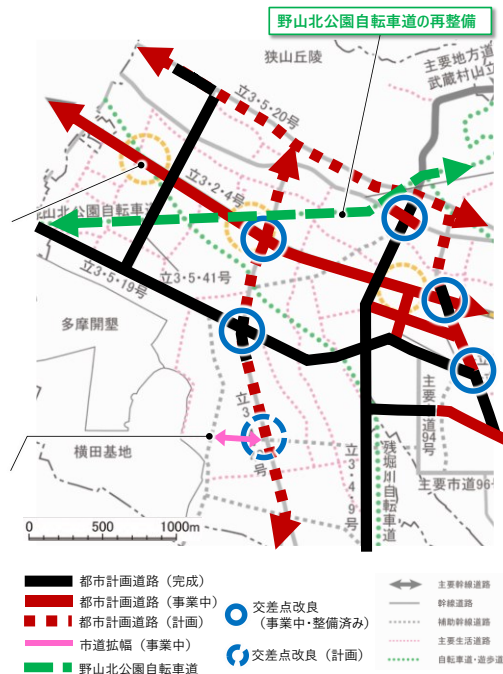 野山北公園自転車道の再整備
狭山丘陵
主要地方道
武蔵村山立
立3・5・20号
立3・2・4号
野山北公園自転車道
立3・5・41号
立3・5・19号
多摩開墾
横田基地
立3・4・9号
残堀川自転車道
主要市道94号
主要市道96号
0 500 1000m
都市計画道路（完成）
都市計画道路（事業中）
都市計画道路（計画）
市道拡幅（事業中）
野山北公園自転車道
交差点改良
（事業中・整備済み）
交差点改良（計画）
主要幹線道路
幹線道路
補助幹線道路
主要生活道路
自転車道・遊歩道